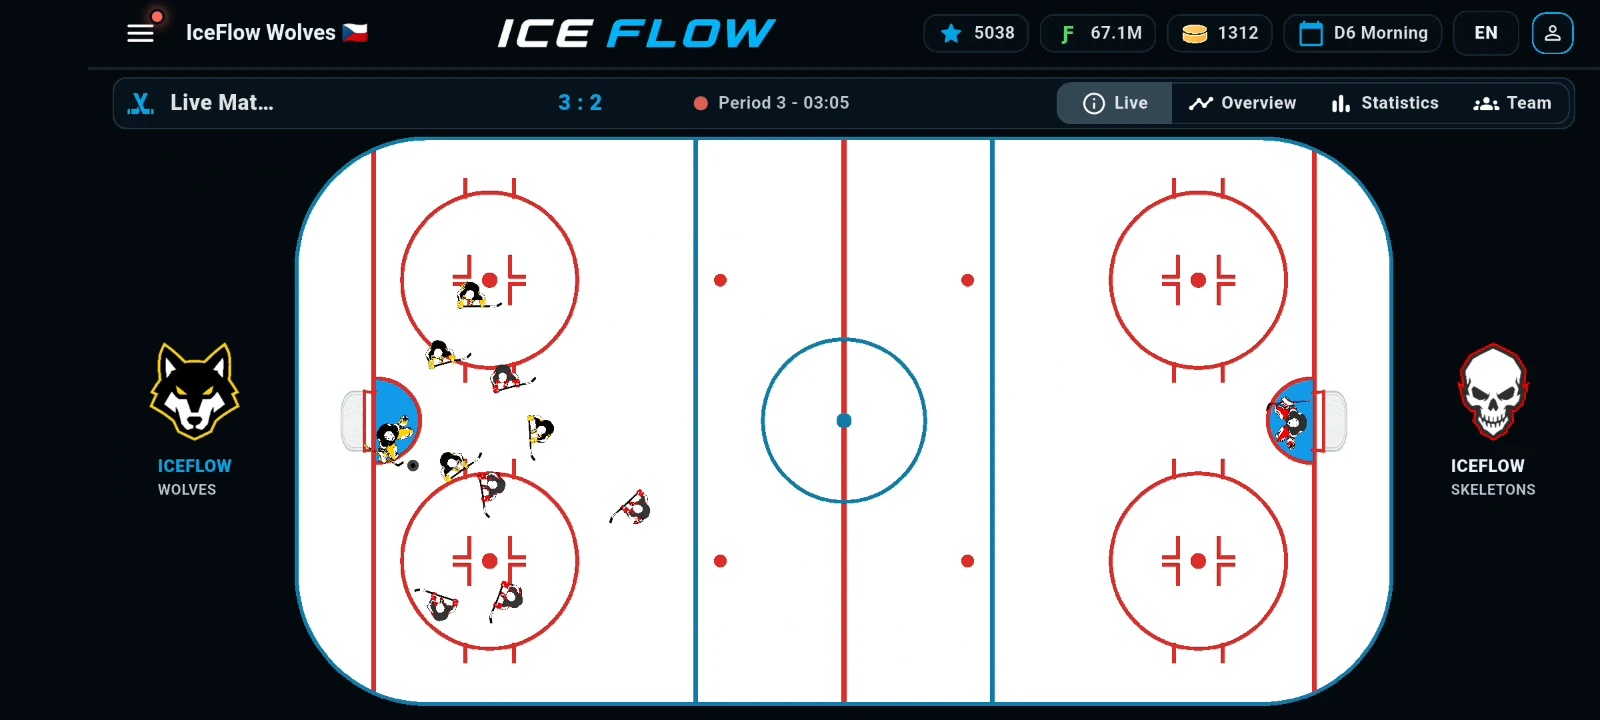 IceFlow Wolves 🇨🇿
ICE FLOW
5038
67.1M
1312
D6 Morning
EN
Live Mat...
3 : 2
Period 3 - 03:05
Live
Overview
Statistics
Team
ICEFLOW
WOLVES
ICEFLOW
SKELETONS